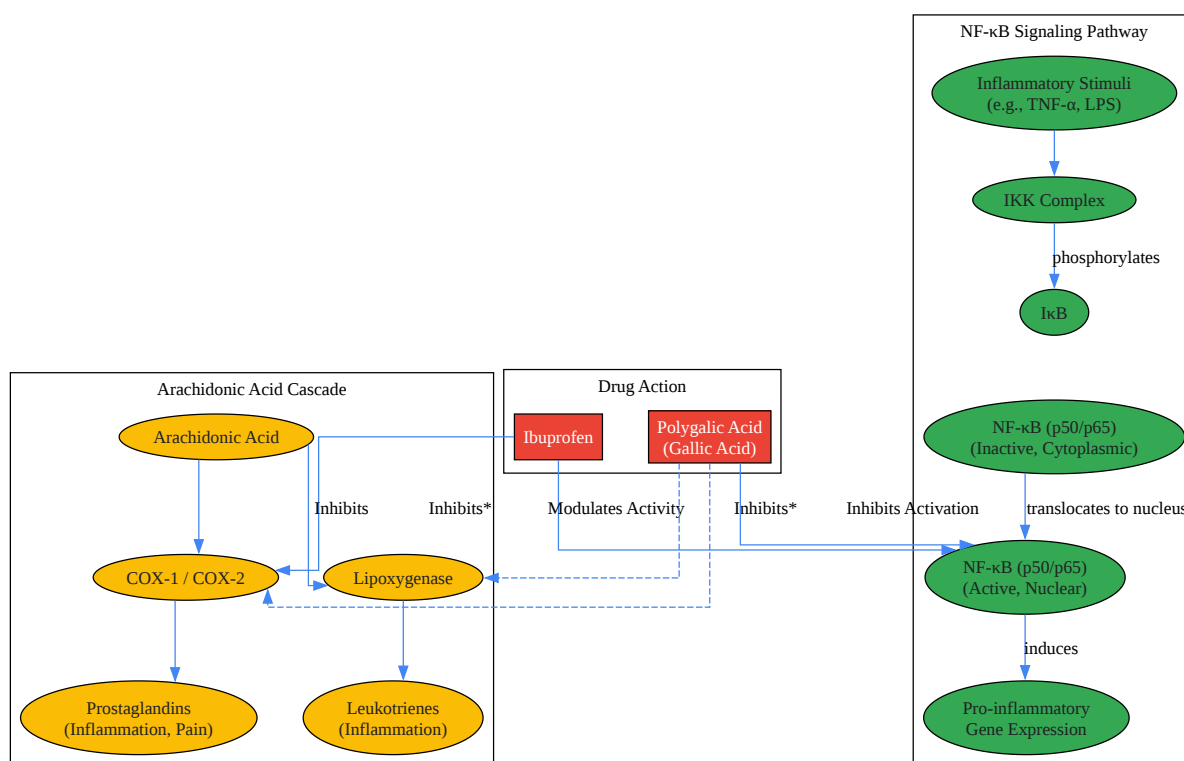 NF-κB Signaling Pathway
Inflammatory Stimuli
(e.g., TNF-α, LPS)
IKK Complex
phosphorylates
IκB
Arachidonic Acid Cascade
Drug Action
Arachidonic Acid
Ibuprofen
Polygalic Acid
(Gallic Acid)
NF-κB (p50/p65)
(Inactive, Cytoplasmic)
Inhibits
Inhibits*
Modulates Activity
Inhibits*
Inhibits Activation
translocates to nucleus
COX-1 / COX-2
Lipoxygenase
NF-κB (p50/p65)
(Active, Nuclear)
induces
Prostaglandins
(Inflammation, Pain)
Leukotrienes
(Inflammation)
Pro-inflammatory
Gene Expression